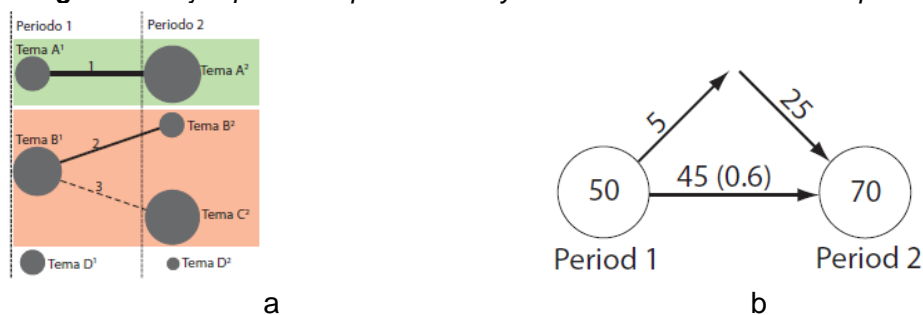 Periodo 1
Periodo 2
Tema A¹
1
Tema A²
Tema B¹
2
Tema B²
3
Tema C²
Tema D¹
Tema D²
a
5
25
50
45 (0.6)
70
Period 1
Period 2
b